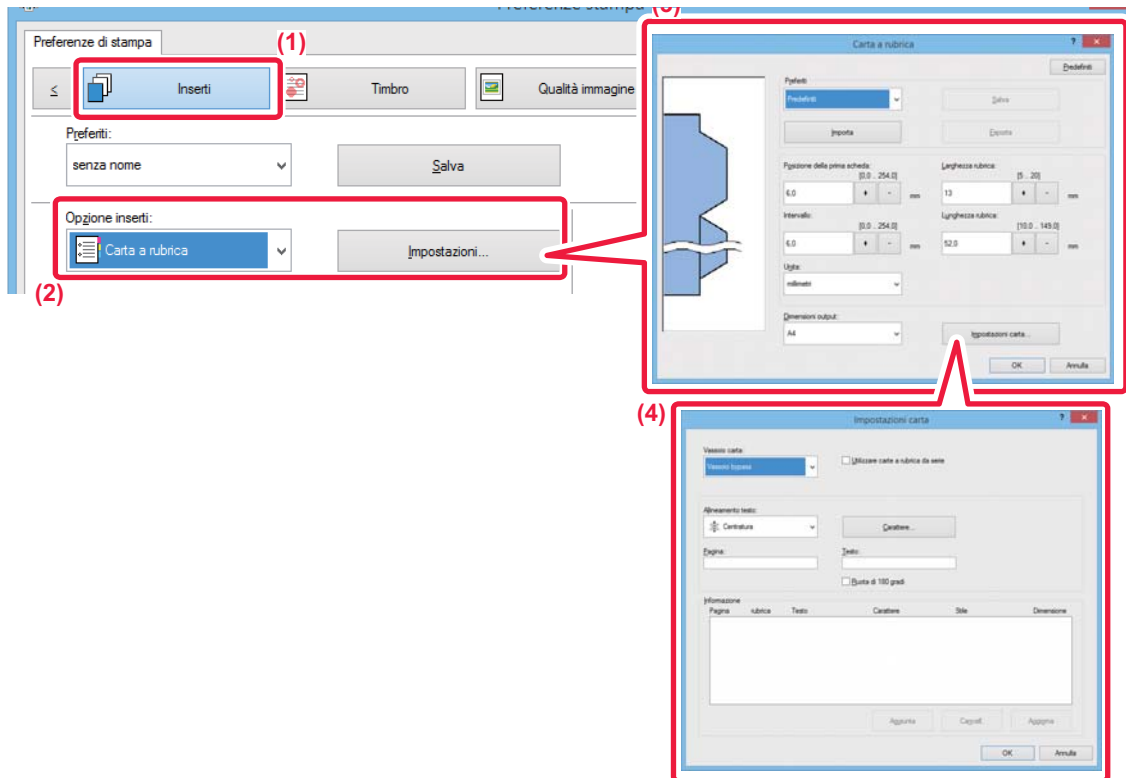 Preferenze stampa
Preferenze di stampa
(1)
<
Inserti
Timbro
Qualità immagine
Preferiti:
senza nome
Salva
Opzione inserti:
Carta a rubrica
Impostazioni...
(2)
(3)
Carta a rubrica
?
Predefiniti
Preferiti
Predefiniti
Salva
Importa
Esporta
Posizione della prima scheda:
[0,0 .. 254,0]
6,0
+
-
mm
Larghezza rubrica:
[5 .. 20]
13
+
-
mm
Intervallo:
[0,0 .. 254,0]
6,0
+
-
mm
Lunghezza rubrica:
[10,0 .. 149,0]
52,0
+
-
mm
Unita:
millimetri
Dimensioni output:
A4
Impostazioni carta...
OK
Annulla
(4)
Impostazioni carta
?
Vassoio carta:
Vassoio bypass
Utilizzare carte a rubrica da serie
Allineamento testo:
Centratura
Carattere...
Pagina:
Testo:
Ruota di 180 gradi
Informazione
Pagina rubrica Testo Carattere Stile Dimensione
Aggiunta
Cancell.
Aggiorna
OK
Annulla